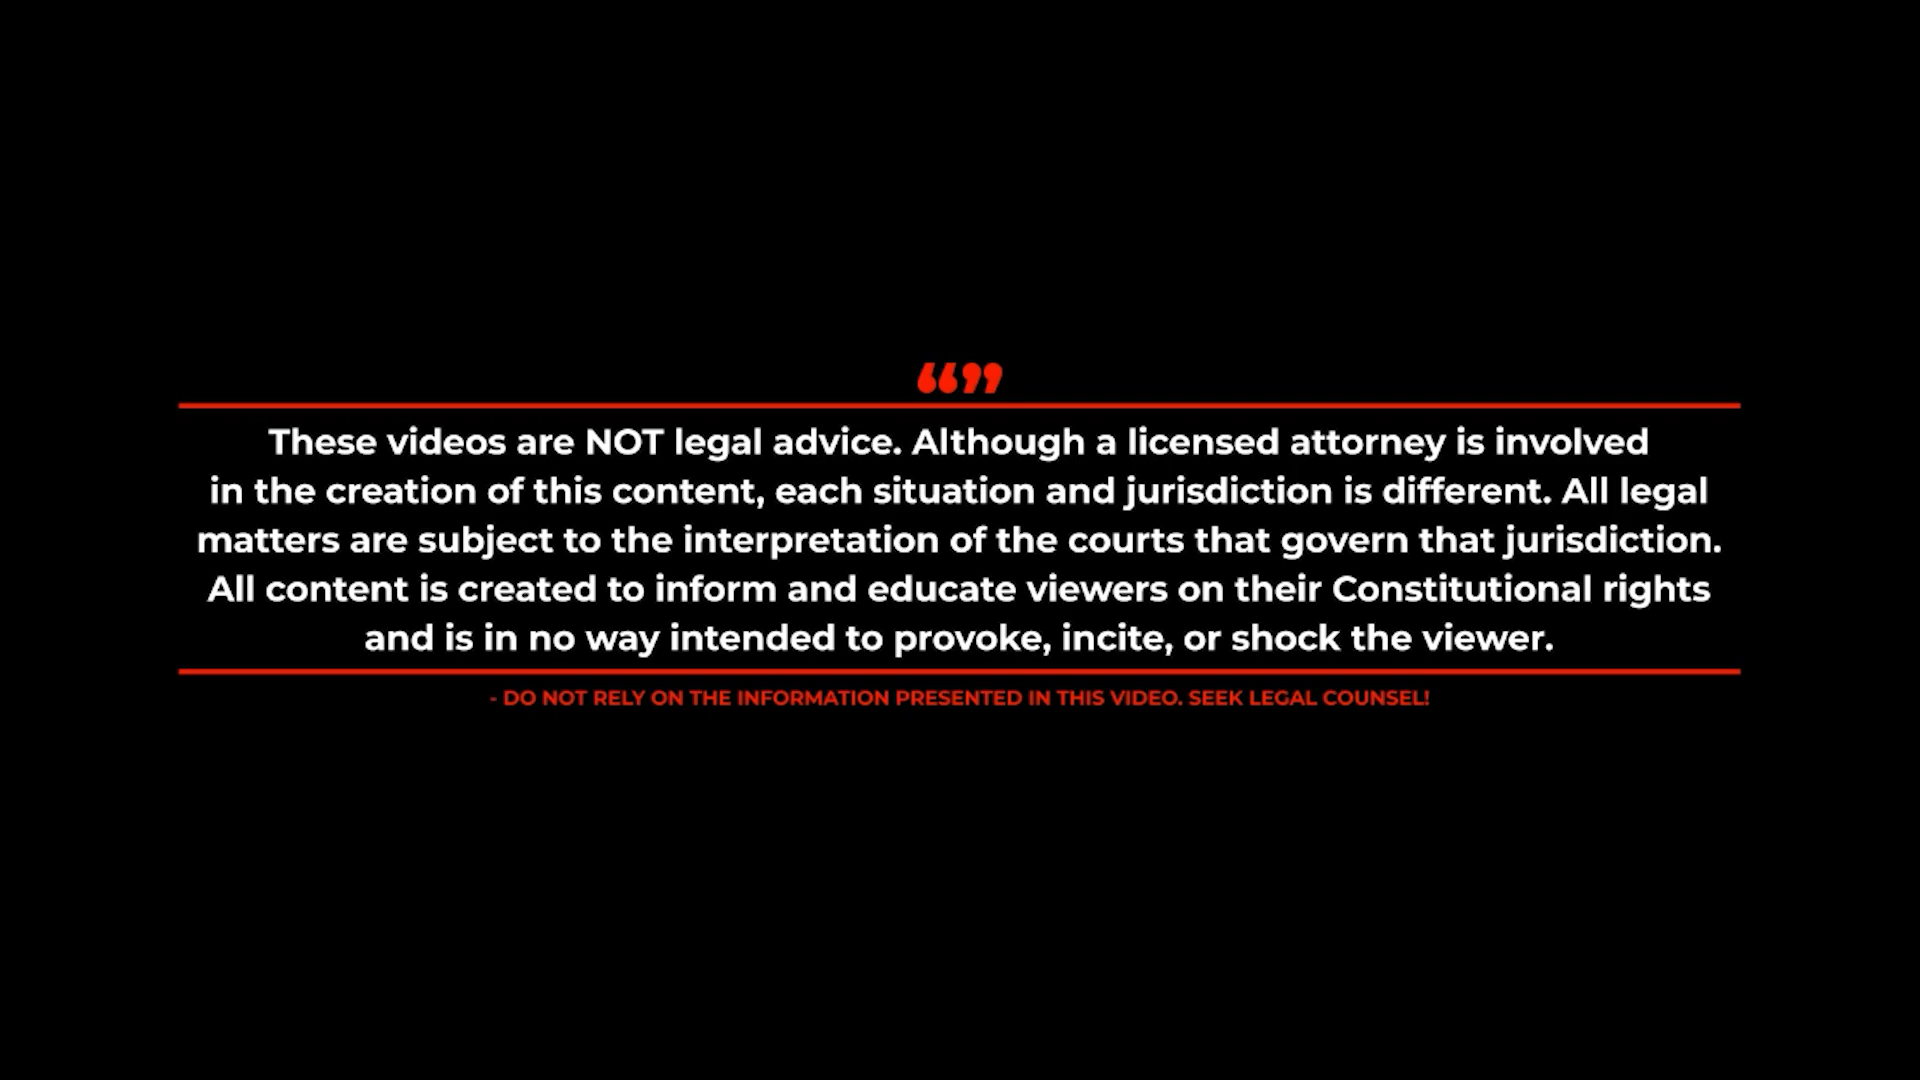 “”
These videos are NOT legal advice. Although a licensed attorney is involved
in the creation of this content, each situation and jurisdiction is different. All legal
matters are subject to the interpretation of the courts that govern that jurisdiction.
All content is created to inform and educate viewers on their Constitutional rights
and is in no way intended to provoke, incite, or shock the viewer.
- DO NOT RELY ON THE INFORMATION PRESENTED IN THIS VIDEO. SEEK LEGAL COUNSEL!